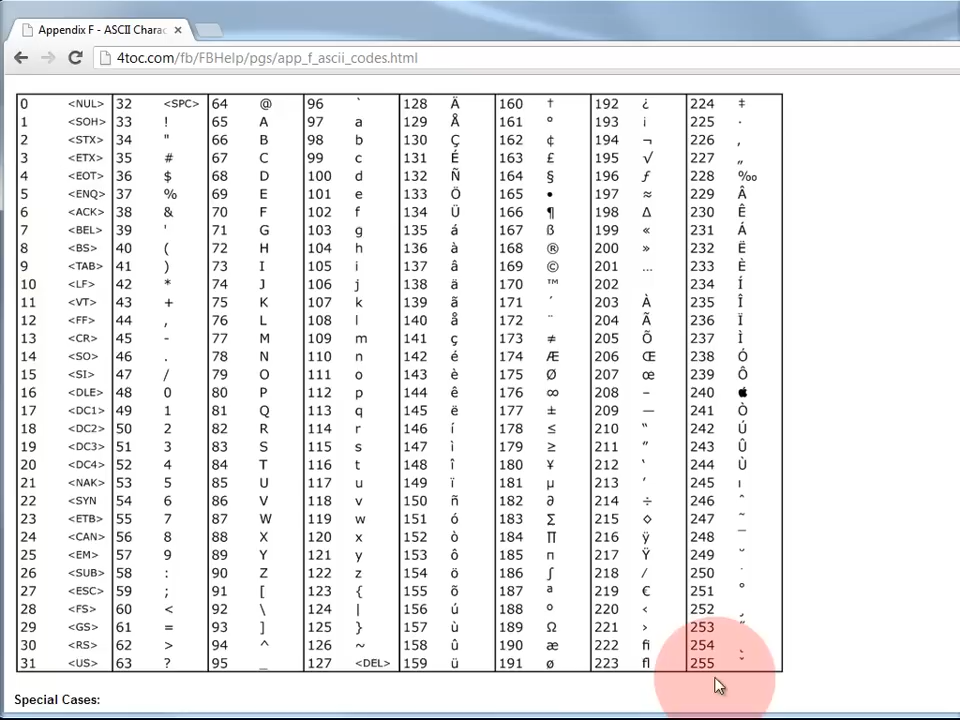 Appendix F - ASCII Charac
4toc.com/fb/FBHelp/pgs/app_f_ascii_codes.html
0 <NUL> 32 <SPC> 64 @ 96 ` 128 Ä 160 † 192 ¿ 224 ‡
1 <SOH> 33 ! 65 A 97 a 129 Å 161 ° 193 ¡ 225 ·
2 <STX> 34 " 66 B 98 b 130 Ç 162 ¢ 194 ¬ 226 ‚
3 <ETX> 35 # 67 C 99 c 131 É 163 £ 195 √ 227 „
4 <EOT> 36 $ 68 D 100 d 132 Ñ 164 § 196 ƒ 228 ‰
5 <ENQ> 37 % 69 E 101 e 133 Ö 165 • 197 ≈ 229 Â
6 <ACK> 38 & 70 F 102 f 134 Ü 166 ¶ 198 Δ 230 Ê
7 <BEL> 39 ' 71 G 103 g 135 á 167 ß 199 « 231 Á
8 <BS> 40 ( 72 H 104 h 136 à 168 ® 200 » 232 Ë
9 <TAB> 41 ) 73 I 105 i 137 â 169 © 201 … 233 È
10 <LF> 42 * 74 J 106 j 138 ä 170 ™ 202 234 Í
11 <VT> 43 + 75 K 107 k 139 ã 171 ´ 203 À 235 Î
12 <FF> 44 , 76 L 108 l 140 å 172 ¨ 204 Ã 236 Ï
13 <CR> 45 - 77 M 109 m 141 ç 173 ≠ 205 Õ 237 Ì
14 <SO> 46 . 78 N 110 n 142 é 174 Æ 206 Œ 238 Ó
15 <SI> 47 / 79 O 111 o 143 è 175 Ø 207 œ 239 Ô
16 <DLE> 48 0 80 P 112 p 144 ê 176 ∞ 208 – 240 
17 <DC1> 49 1 81 Q 113 q 145 ë 177 ± 209 — 241 Ò
18 <DC2> 50 2 82 R 114 r 146 í 178 ≤ 210 “ 242 Ú
19 <DC3> 51 3 83 S 115 s 147 ì 179 ≥ 211 ” 243 Û
20 <DC4> 52 4 84 T 116 t 148 î 180 ¥ 212 ‘ 244 Ù
21 <NAK> 53 5 85 U 117 u 149 ï 181 µ 213 ’ 245 ı
22 <SYN 54 6 86 V 118 v 150 ñ 182 ∂ 214 ÷ 246 ˆ
23 <ETB> 55 7 87 W 119 w 151 ó 183 ∑ 215 ◊ 247 ˜
24 <CAN> 56 8 88 X 120 x 152 ò 184 ∏ 216 ÿ 248 ¯
25 <EM> 57 9 89 Y 121 y 153 ô 185 π 217 Ÿ 249 ˘
26 <SUB> 58 : 90 Z 122 z 154 ö 186 ∫ 218 / 250 ˙
27 <ESC> 59 ; 91 [ 123 { 155 õ 187 ª 219 € 251 °
28 <FS> 60 < 92 \ 124 | 156 ú 188 º 220 ‹ 252 ¸
29 <GS> 61 = 93 ] 125 } 157 ù 189 Ω 221 › 253 ˝
30 <RS> 62 > 94 ^ 126 ~ 158 û 190 æ 222 ﬁ 254 ˛
31 <US> 63 ? 95 _ 127 <DEL> 159 ü 191 ø 223 ﬂ 255 ˇ
Special Cases: